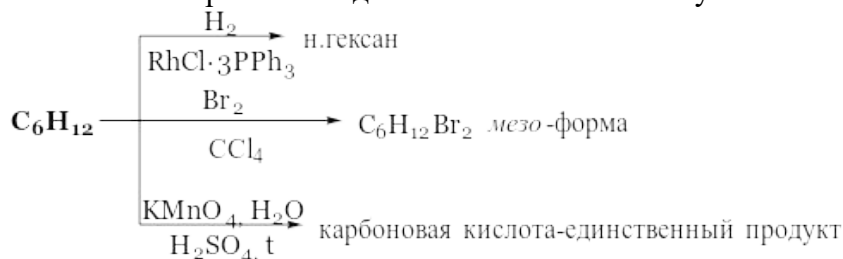 H₂
н.гексан
RhCl·3PPh₃
Br₂
C₆H₁₂
C₆H₁₂Br₂ мезо-форма
CCl₄
KMnO₄, H₂O
карбоновая кислота-единственный продукт
H₂SO₄, t